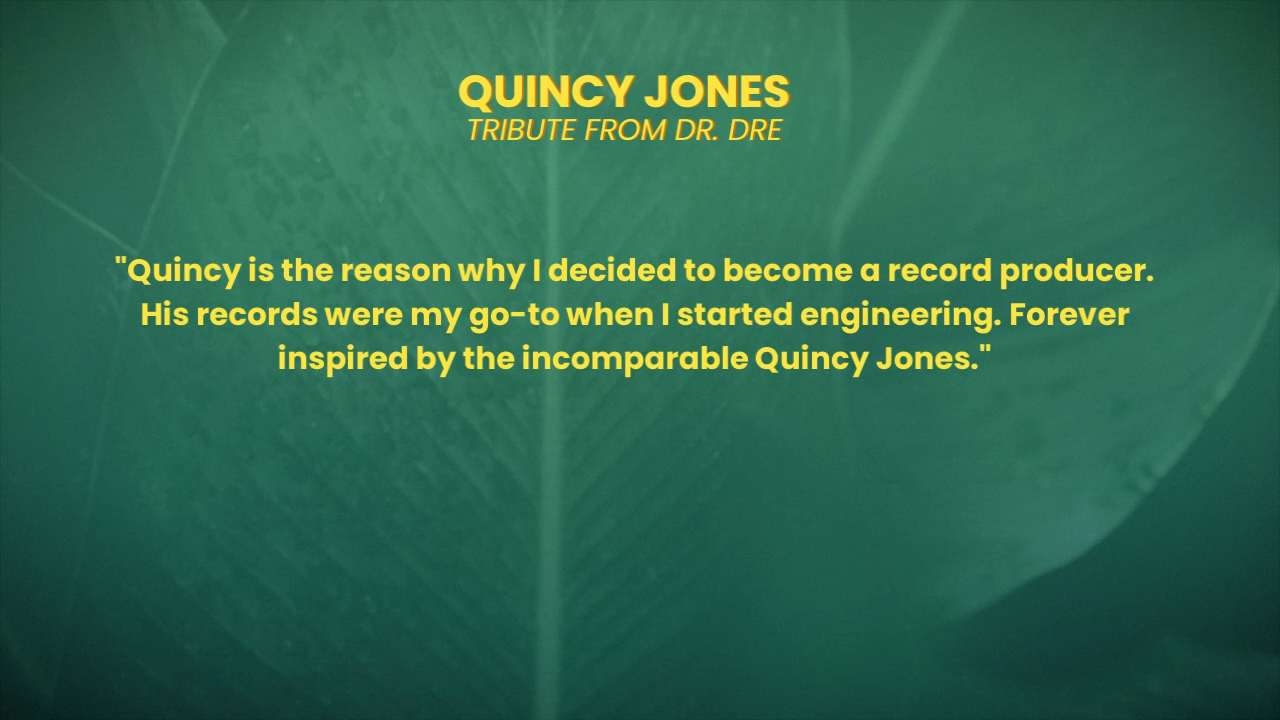 QUINCY JONES
TRIBUTE FROM DR. DRE
"Quincy is the reason why I decided to become a record producer.
His records were my go-to when I started engineering. Forever
inspired by the incomparable Quincy Jones."